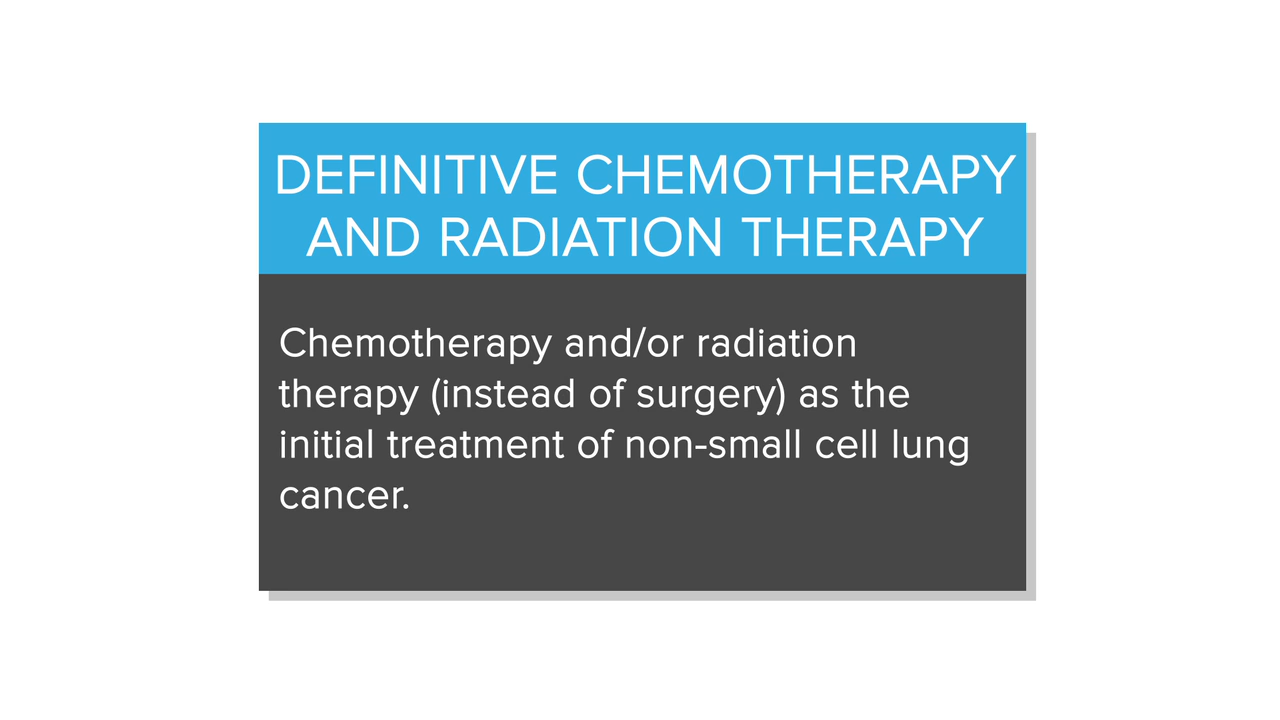 DEFINITIVE CHEMOTHERAPY
AND RADIATION THERAPY
Chemotherapy and/or radiation
therapy (instead of surgery) as the
initial treatment of non-small cell lung
cancer.